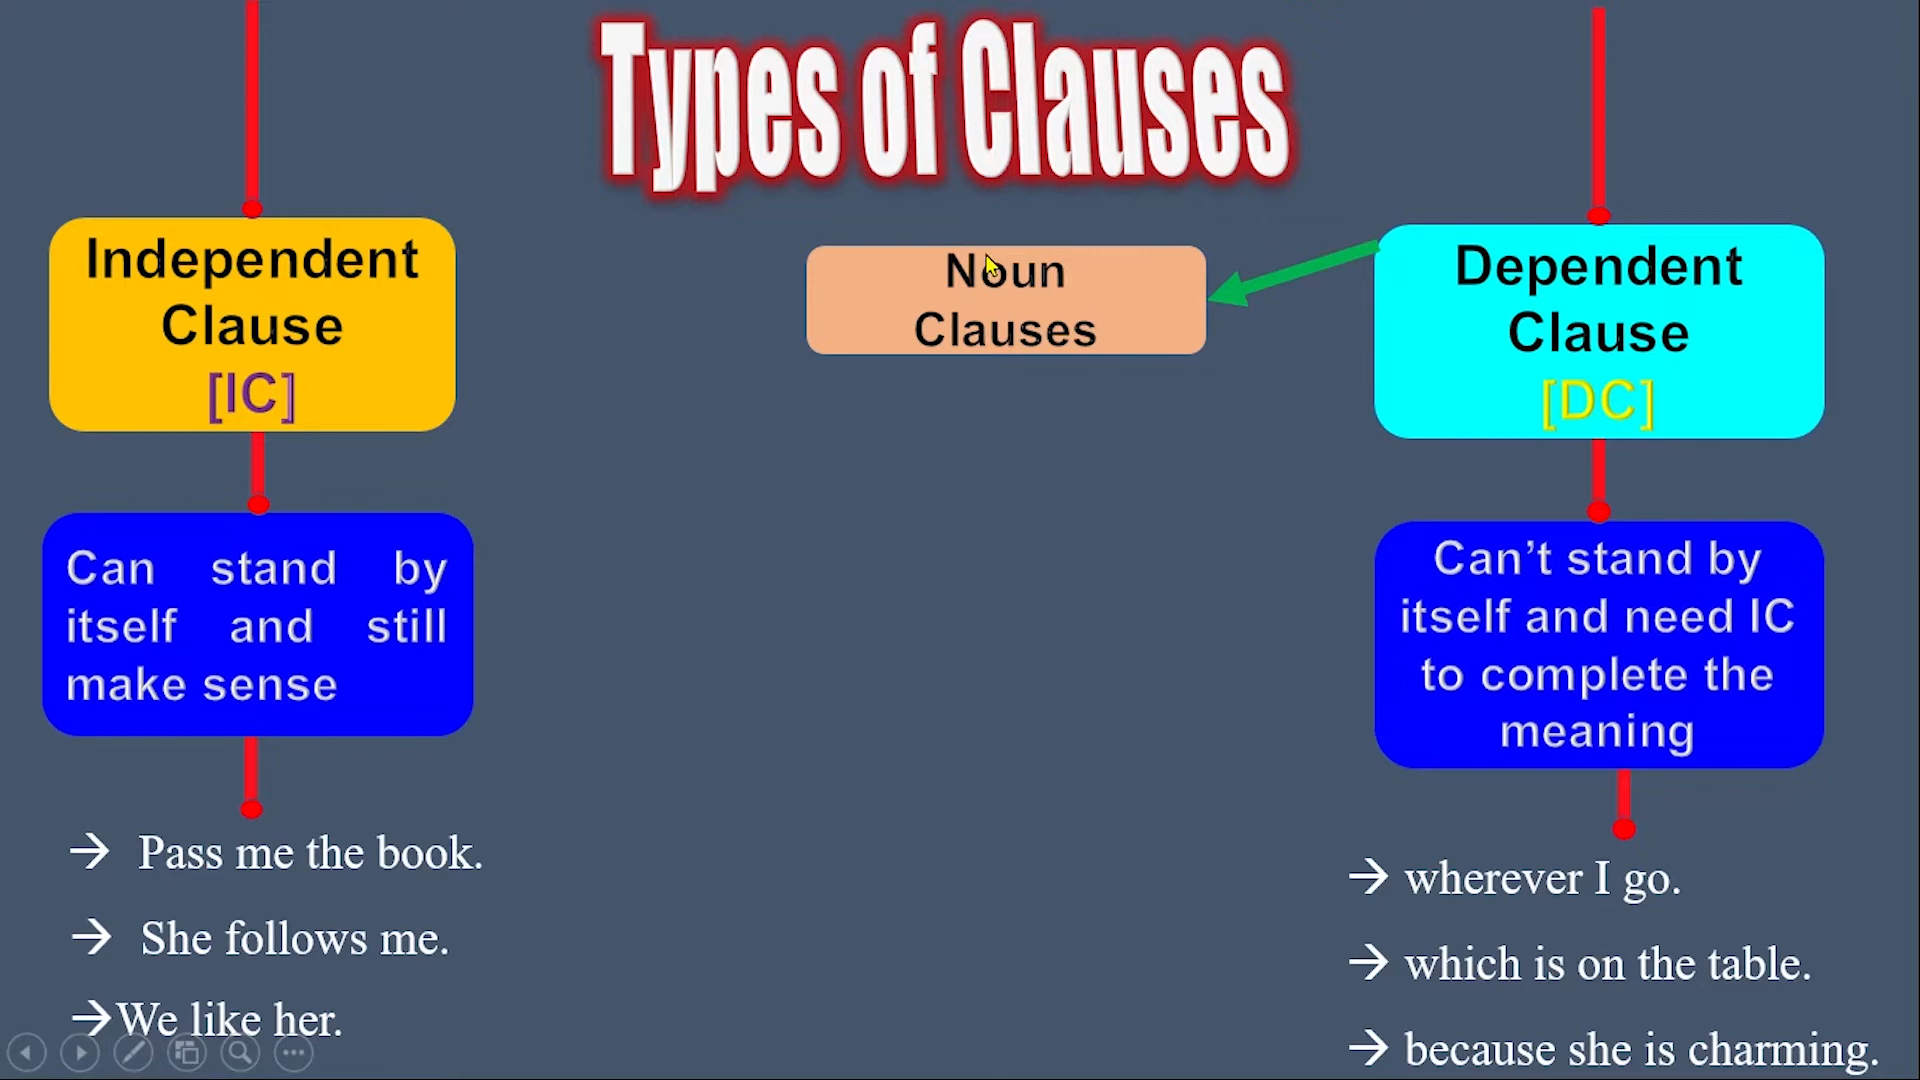 Types of Clauses
Independent
Clause
[IC]
Can stand by
itself and still
make sense
→ Pass me the book.
→ She follows me.
→We like her.
Noun
Clauses
Dependent
Clause
[DC]
Can’t stand by
itself and need IC
to complete the
meaning
→ wherever I go.
→ which is on the table.
→ because she is charming.